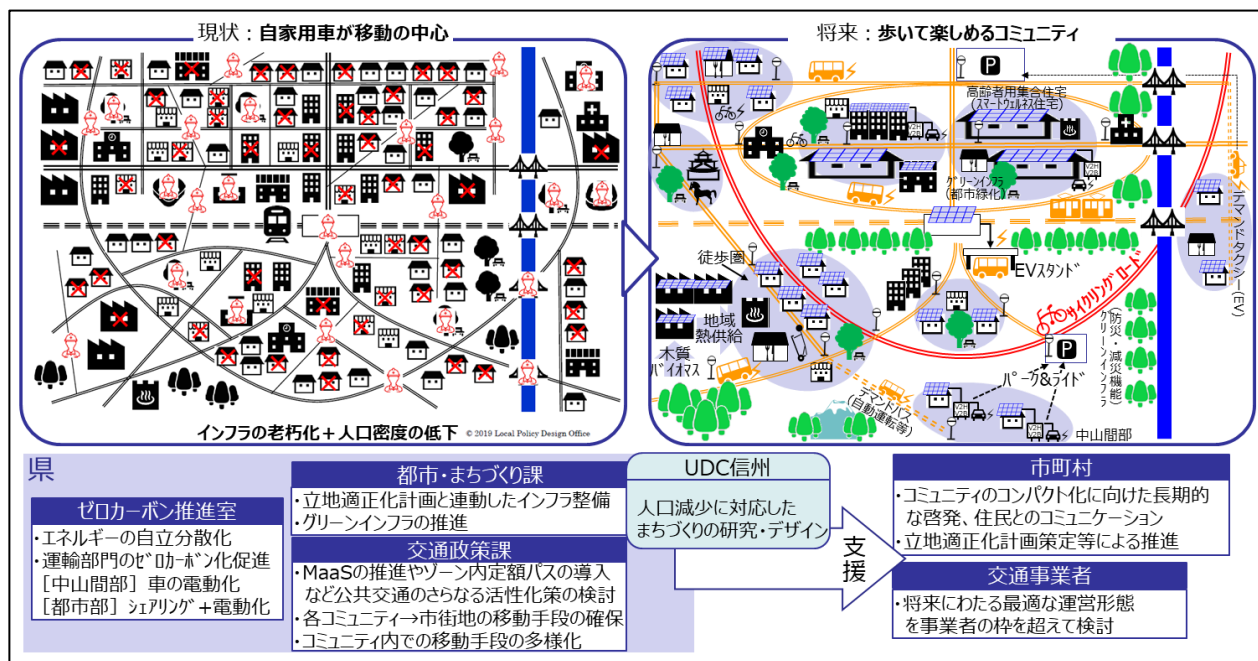 現状：自家用車が移動の中心
インフラの老朽化＋人口密度の低下
© 2019 Local Policy Design Office
将来：歩いて楽しめるコミュニティ
P
高齢者用集合住宅
(スマートウェルネス住宅)
V2H
V2B
グリーンインフラ
(都市緑化)
V2H
V2B
デマンドタクシー(EV)
徒歩圏
EVスタンド
サイクリングロード
地域
熱供給
木質
バイオマス
P
パーク&ライド
グリーンインフラ
(防災・減災機能)
デマンドバス
(自動運転等)
V2H
V2B
V2H
V2B
中山間部
県
ゼロカーボン推進室
・エネルギーの自立分散化
・運輸部門のゼロカーボン化促進
［中山間部］車の電動化
［都市部］シェアリング＋電動化
都市・まちづくり課
・立地適正化計画と連動したインフラ整備
・グリーンインフラの推進
交通政策課
・MaaSの推進やゾーン内定額パスの導入
など公共交通のさらなる活性化策の検討
・各コミュニティ→市街地の移動手段の確保
・コミュニティ内での移動手段の多様化
UDC信州
人口減少に対応した
まちづくりの研究・デザイン
支援
市町村
・コミュニティのコンパクト化に向けた長期的
な啓発、住民とのコミュニケーション
・立地適正化計画策定等による推進
交通事業者
・将来にわたる最適な運営形態
を事業者の枠を超えて検討